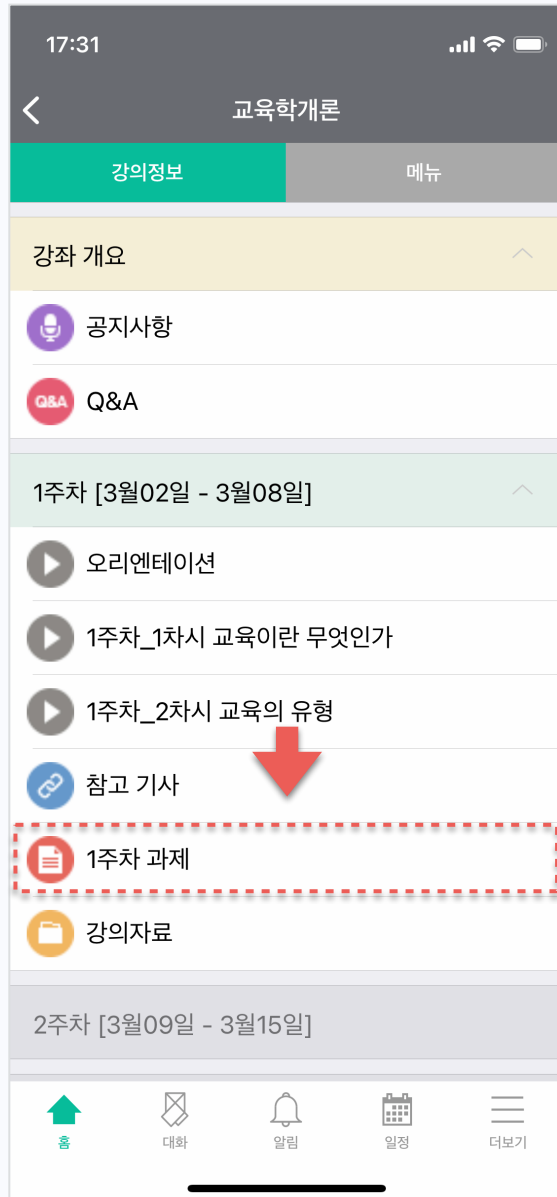 17:31
교육학개론
강의정보
메뉴
강좌 개요
공지사항
Q&A
Q&A
1주차 [3월02일 - 3월08일]
오리엔테이션
1주차_1차시 교육이란 무엇인가
1주차_2차시 교육의 유형
참고 기사
1주차 과제
강의자료
2주차 [3월09일 - 3월15일]
홈
대화
알림
일정
더보기